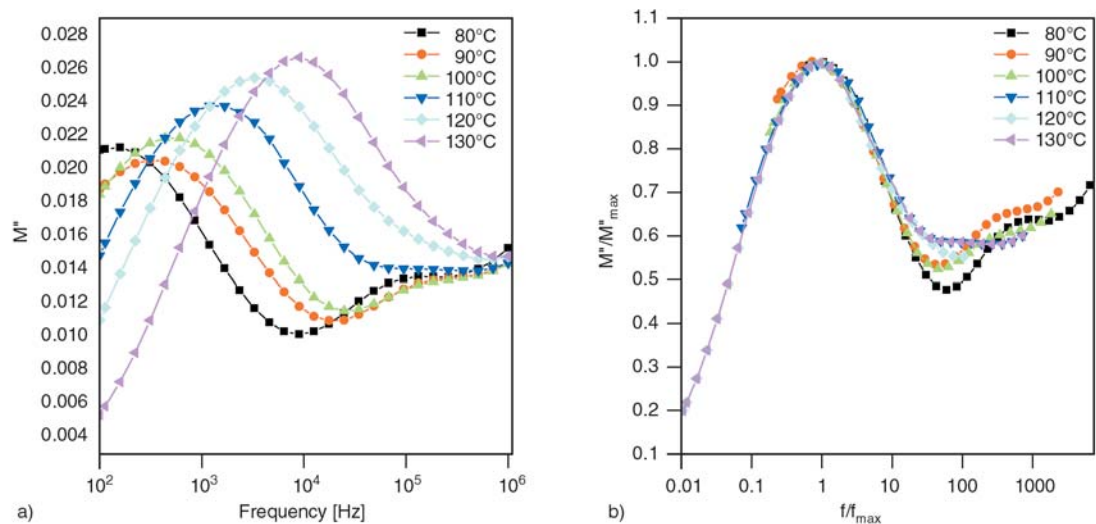 0.028
0.026
0.024
0.022
0.020
0.018
0.016
0.014
0.012
0.010
0.008
0.006
0.004
M"
80°C
90°C
100°C
110°C
120°C
130°C
10² 10³ 10⁴ 10⁵ 10⁶
Frequency [Hz]
a)
1.1
1.0
0.9
0.8
0.7
0.6
0.5
0.4
0.3
0.2
0.1
M"/M"max
80°C
90°C
100°C
110°C
120°C
130°C
0.01 0.1 1 10 100 1000
f/fmax
b)